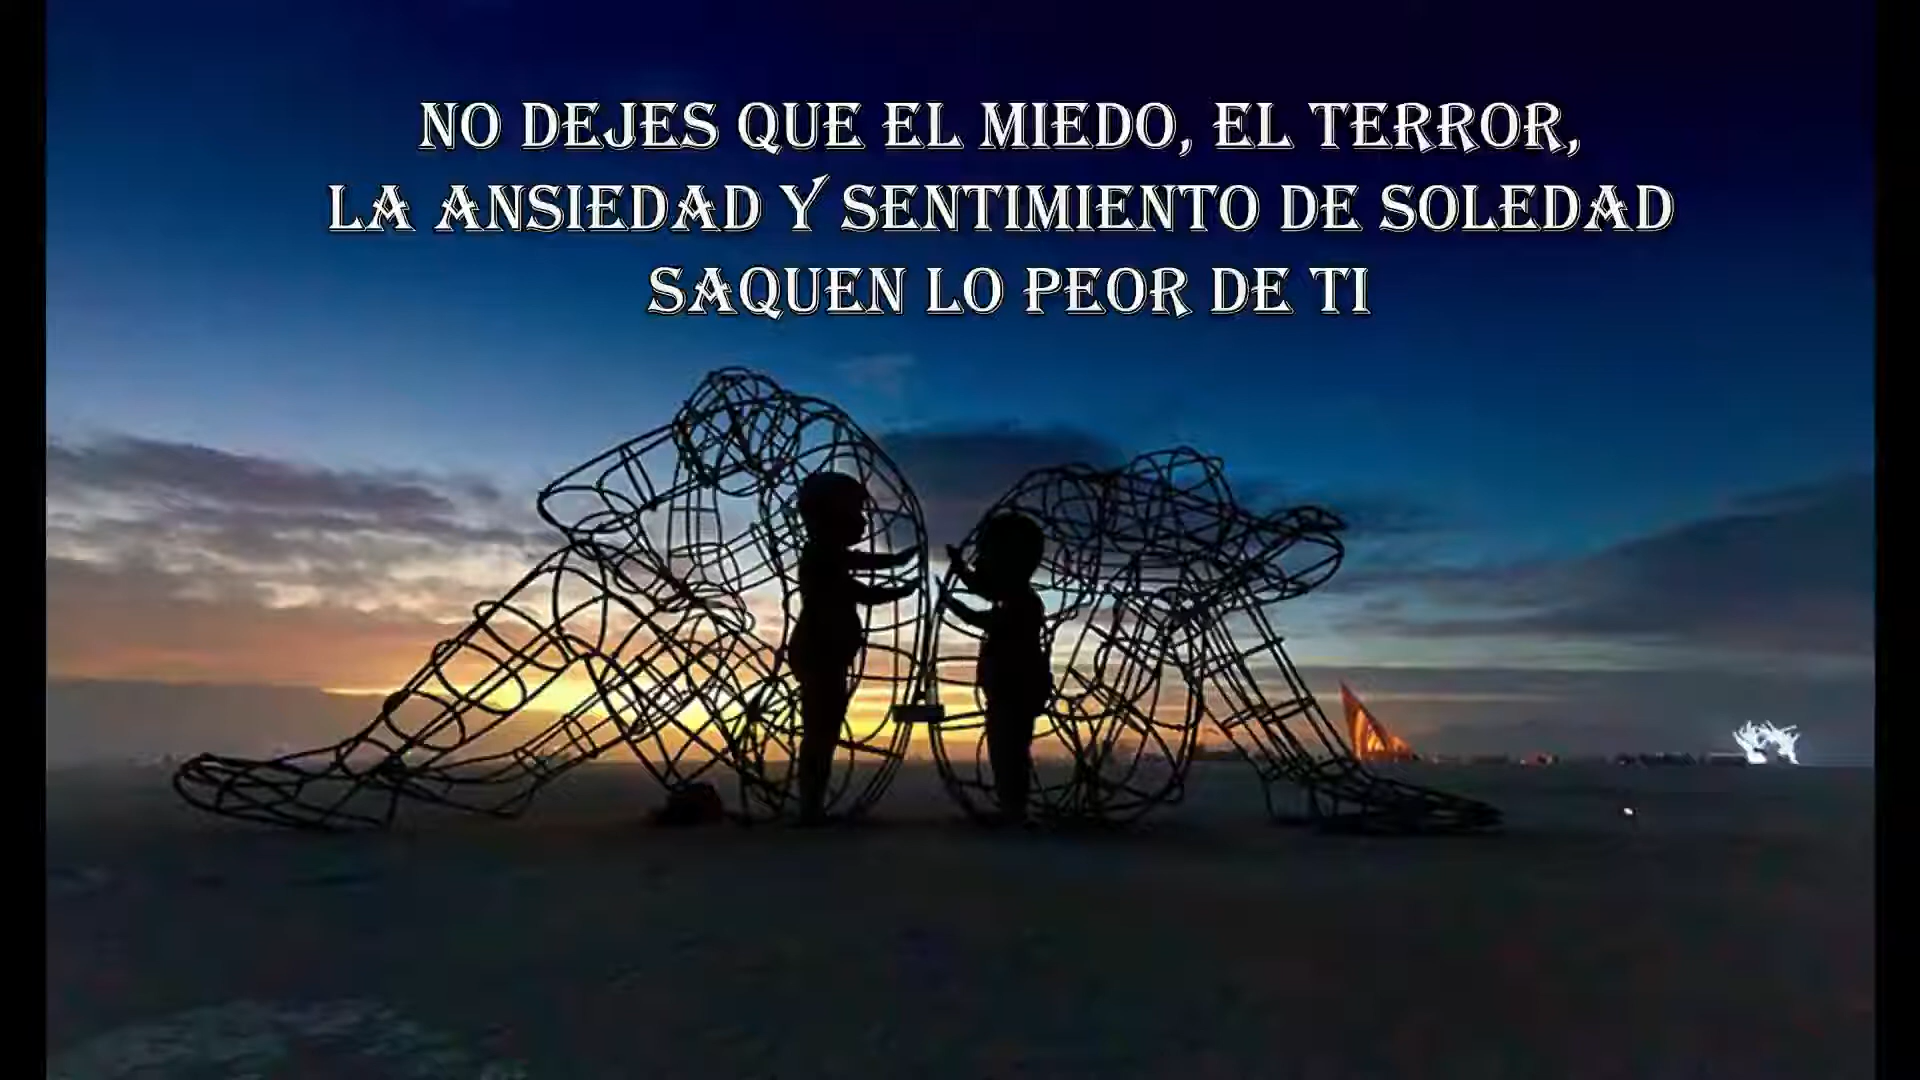 NO DEJES QUE EL MIEDO, EL TERROR,
LA ANSIEDAD Y SENTIMIENTO DE SOLEDAD
SAQUEN LO PEOR DE TI